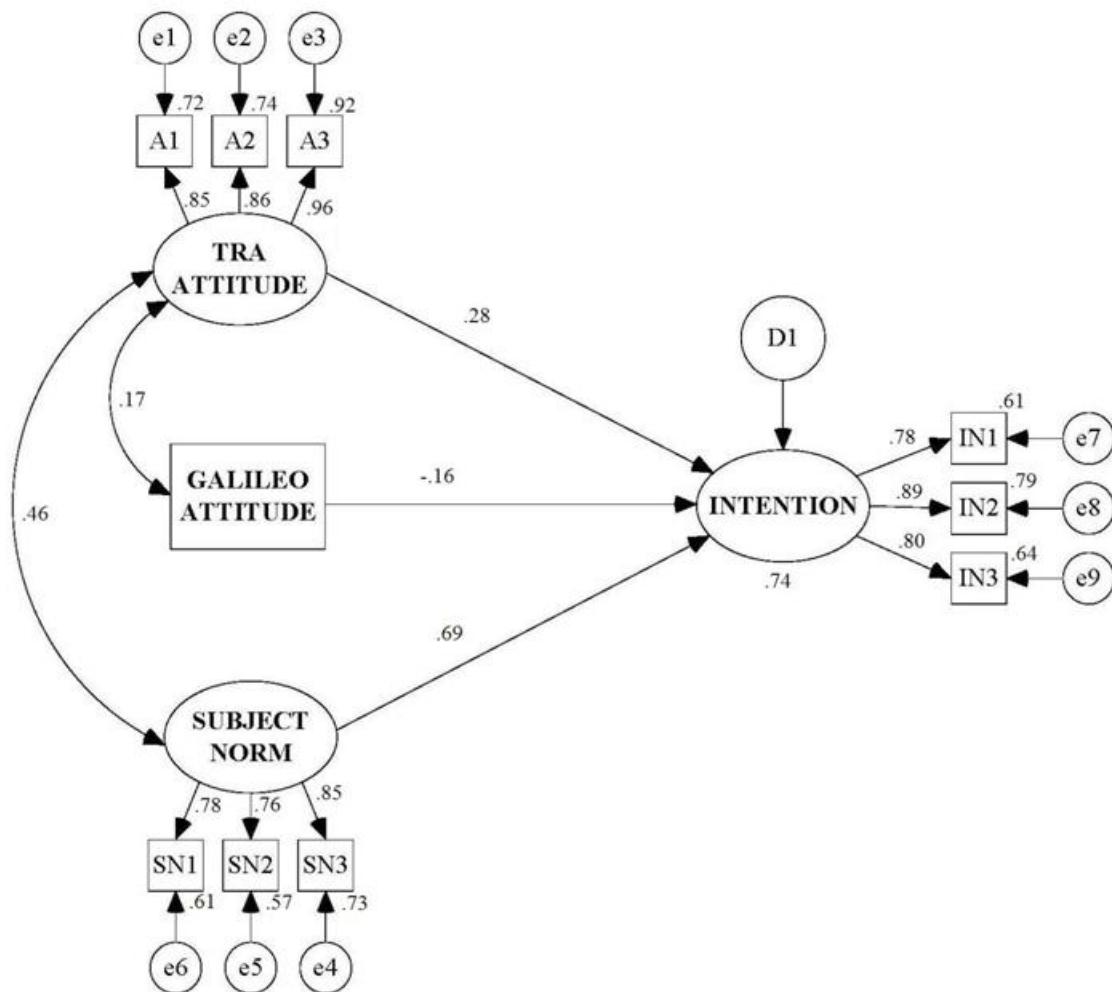 e1 e2 e3
.72 .74 .92
A1 A2 A3
.85 .86 .96
TRA
ATTITUDE
.28
D1
.17
.61
.78 IN1 e7
GALILEO
ATTITUDE
-.16
.46
INTENTION
.89 .79
IN2 e8
.80 .64
IN3 e9
.74
.69
SUBJECT
NORM
.78 .76 .85
SN1 SN2 SN3
.61 .57 .73
e6 e5 e4